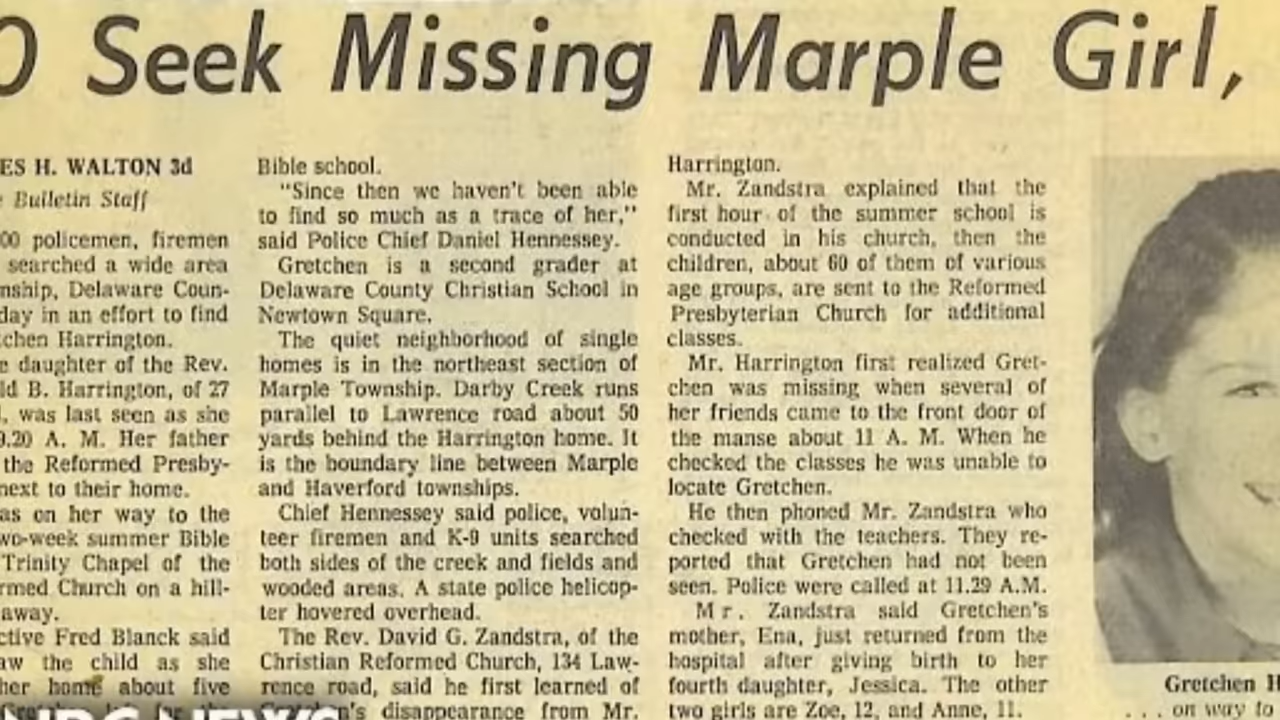 O Seek Missing Marple Girl,
ES H. WALTON 3d
Bulletin Staff
00 policemen, firemen
searched a wide area
nship, Delaware Coun-
day in an effort to find
tchen Harrington.
e daughter of the Rev.
ld B. Harrington, of 27
, was last seen as she
9.20 A. M. Her father
the Reformed Presby-
next to their home.
as on her way to the
wo-week summer Bible
Trinity Chapel of the
rmed Church on a hill-
away.
ctive Fred Blanck said
aw the child as she
her home about five
Bible school.
"Since then we haven't been able
to find so much as a trace of her,"
said Police Chief Daniel Hennessey.
Gretchen is a second grader at
Delaware County Christian School in
Newtown Square.
The quiet neighborhood of single
homes is in the northeast section of
Marple Township. Darby Creek runs
parallel to Lawrence road about 50
yards behind the Harrington home. It
is the boundary line between Marple
and Haverford townships.
Chief Hennessey said police, volun-
teer firemen and K-9 units searched
both sides of the creek and fields and
wooded areas. A state police helicop-
ter hovered overhead.
The Rev. David G. Zandstra, of the
Christian Reformed Church, 134 Law-
rence road, said he first learned of
Gretchen's disappearance from Mr.
Harrington.
Mr. Zandstra explained that the
first hour of the summer school is
conducted in his church, then the
children, about 60 of them of various
age groups, are sent to the Reformed
Presbyterian Church for additional
classes.
Mr. Harrington first realized Gret-
chen was missing when several of
her friends came to the front door of
the manse about 11 A. M. When he
checked the classes he was unable to
locate Gretchen.
He then phoned Mr. Zandstra who
checked with the teachers. They re-
ported that Gretchen had not been
seen. Police were called at 11.29 A.M.
Mr. Zandstra said Gretchen's
mother, Ena, just returned from the
hospital after giving birth to her
fourth daughter, Jessica. The other
two girls are Zoe, 12, and Anne, 11.
Gretchen H
. . . on way to
NBC NEWS